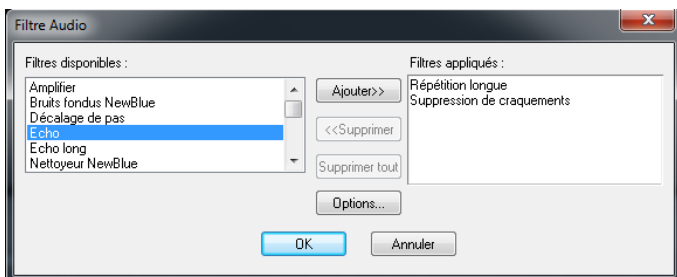 Filtre Audio
Filtres disponibles :
Amplifier
Bruits fondus NewBlue
Décalage de pas
Echo
Echo long
Nettoyeur NewBlue
Ajouter>>
<<Supprimer
Supprimer tout
Options...
Filtres appliqués :
Répétition longue
Suppression de craquements
OK
Annuler